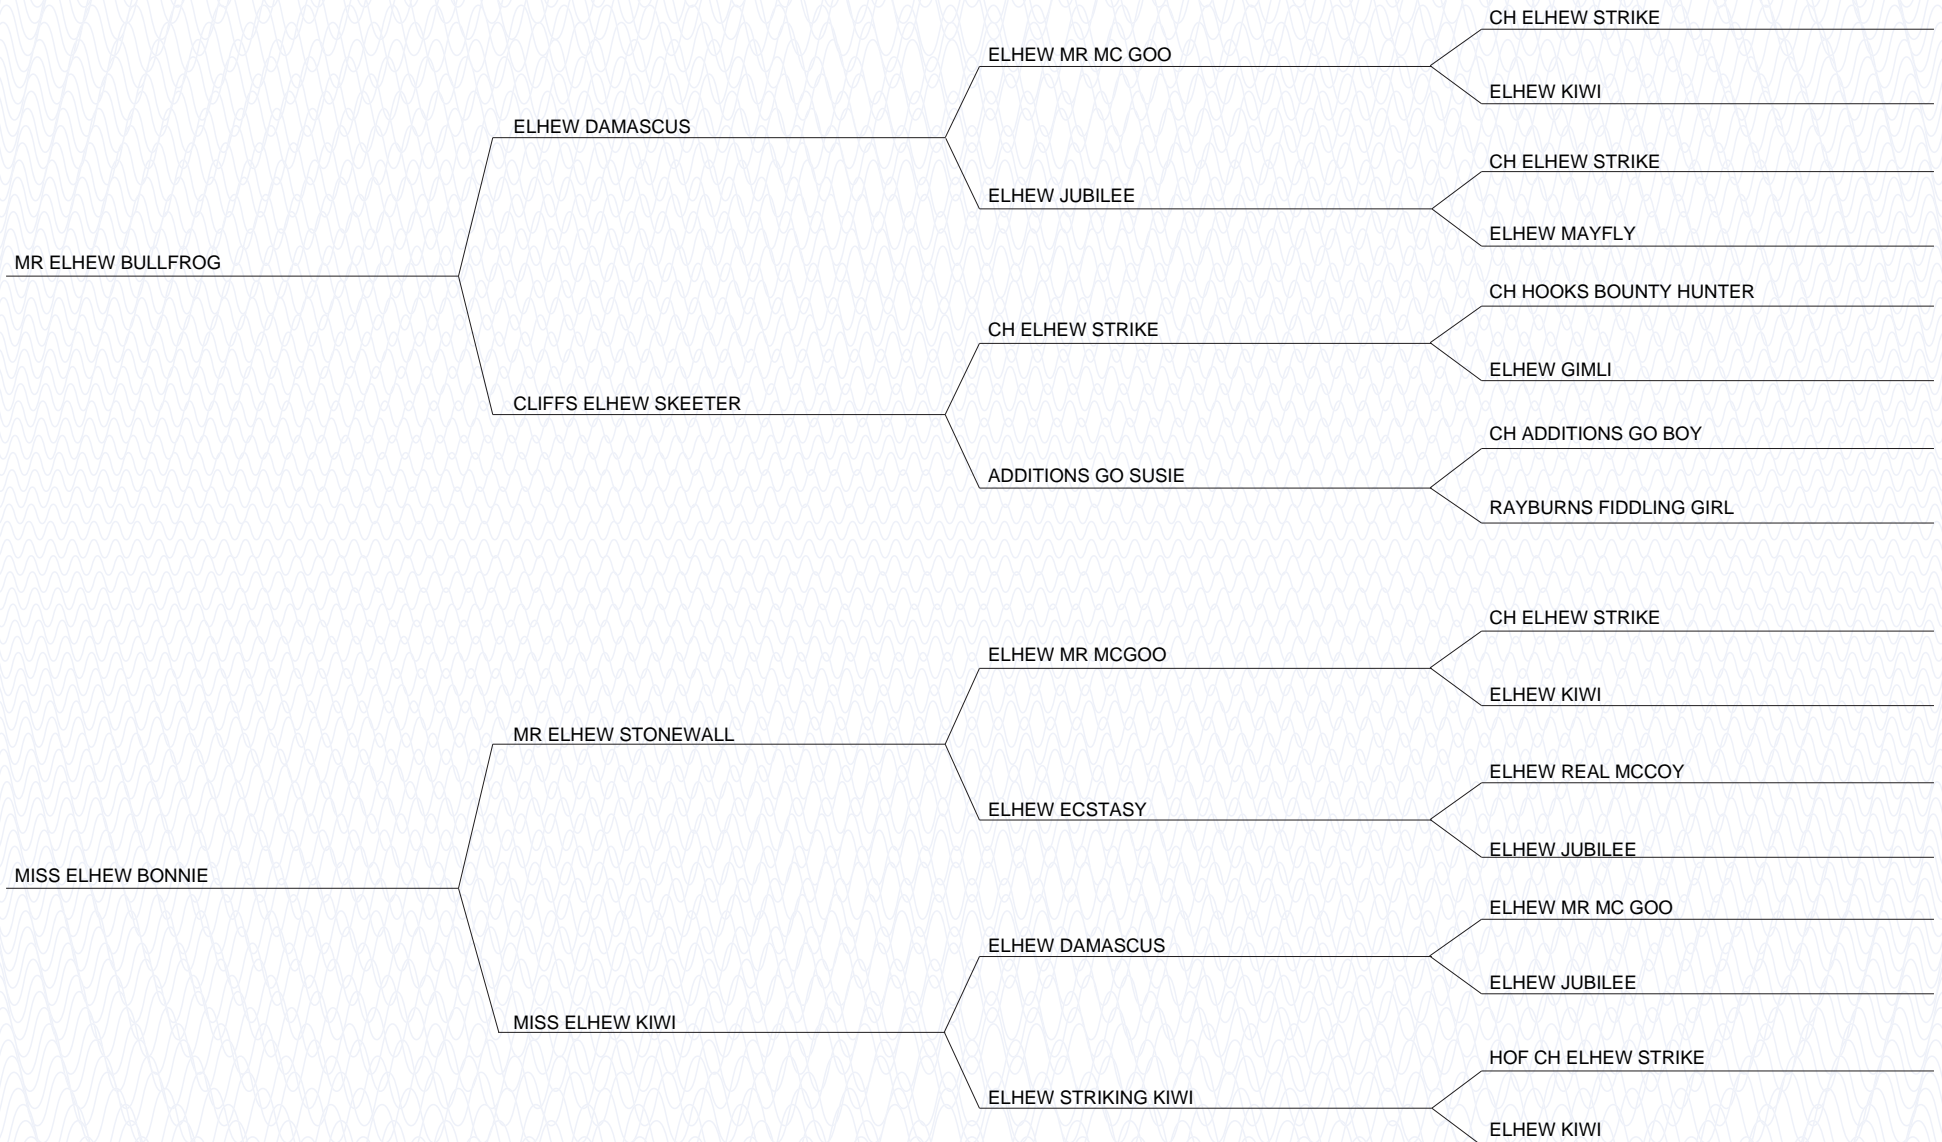 CH ELHEW STRIKE
ELHEW MR MC GOO
ELHEW KIWI
ELHEW DAMASCUS
CH ELHEW STRIKE
ELHEW JUBILEE
ELHEW MAYFLY
MR ELHEW BULLFROG
CH HOOKS BOUNTY HUNTER
CH ELHEW STRIKE
ELHEW GIMLI
CLIFFS ELHEW SKEETER
CH ADDITIONS GO BOY
ADDITIONS GO SUSIE
RAYBURNS FIDDLING GIRL
CH ELHEW STRIKE
ELHEW MR MCGOO
ELHEW KIWI
MR ELHEW STONEWALL
ELHEW REAL MCCOY
ELHEW ECSTASY
ELHEW JUBILEE
MISS ELHEW BONNIE
ELHEW MR MC GOO
ELHEW DAMASCUS
ELHEW JUBILEE
MISS ELHEW KIWI
HOF CH ELHEW STRIKE
ELHEW STRIKING KIWI
ELHEW KIWI